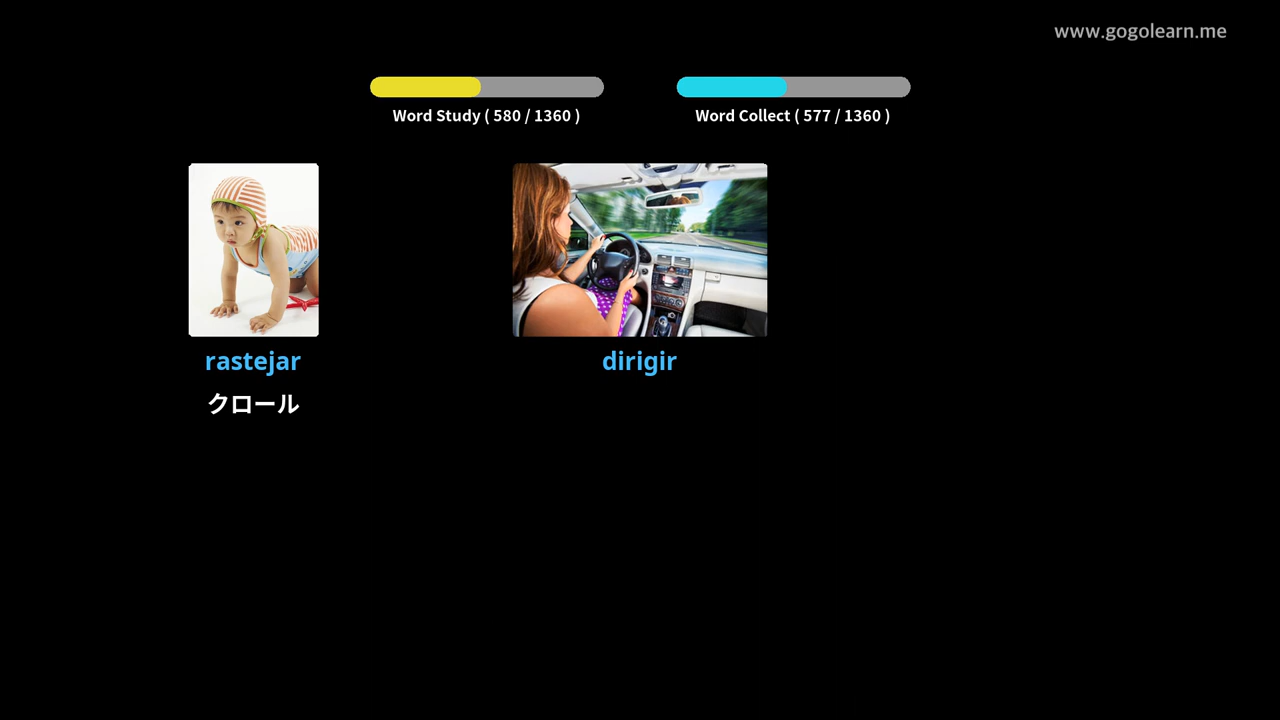 www.gogolearn.me
Word Study ( 580 / 1360 )
Word Collect ( 577 / 1360 )
rastejar
dirigir
クロール